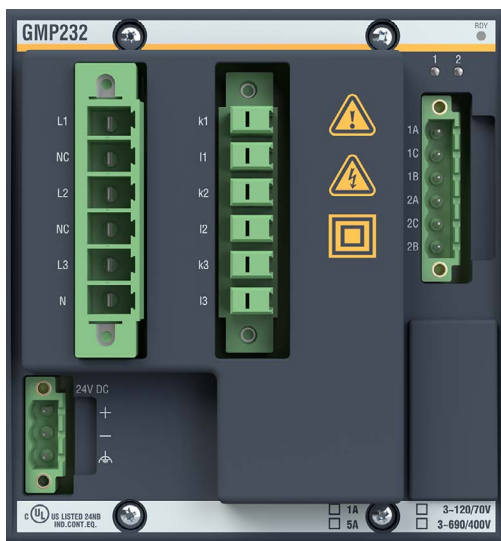 GMP232
RDY
1 2
L1
NC
L2
NC
L3
N
k1
l1
k2
l2
k3
l3
1A
1C
1B
2A
2C
2B
24V DC
+
−
c UL US LISTED 24NB
IND.CONT.EQ.
1A
5A
3~120/70V
3~690/400V